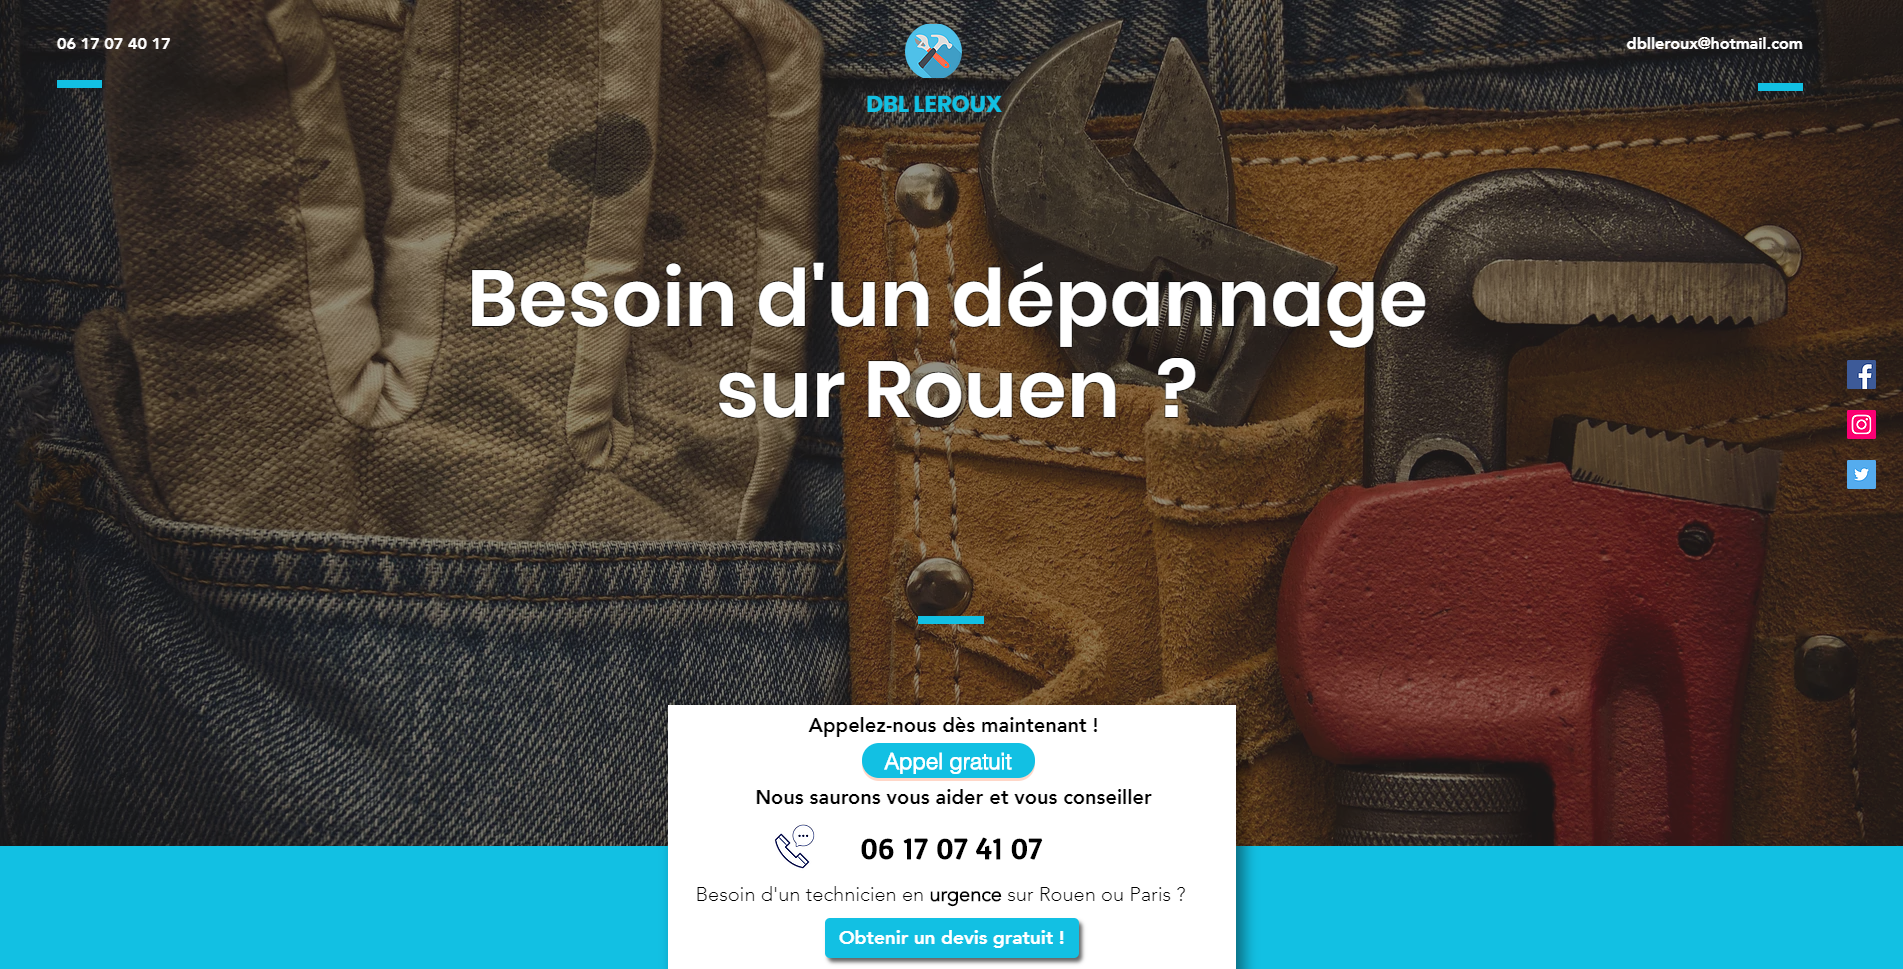 06 17 07 40 17
DBL LEROUX
dblleroux@hotmail.com
Besoin d'un dépannage
sur Rouen ?
Appelez-nous dès maintenant !
Appel gratuit
Nous saurons vous aider et vous conseiller
06 17 07 41 07
Besoin d'un technicien en urgence sur Rouen ou Paris ?
Obtenir un devis gratuit !